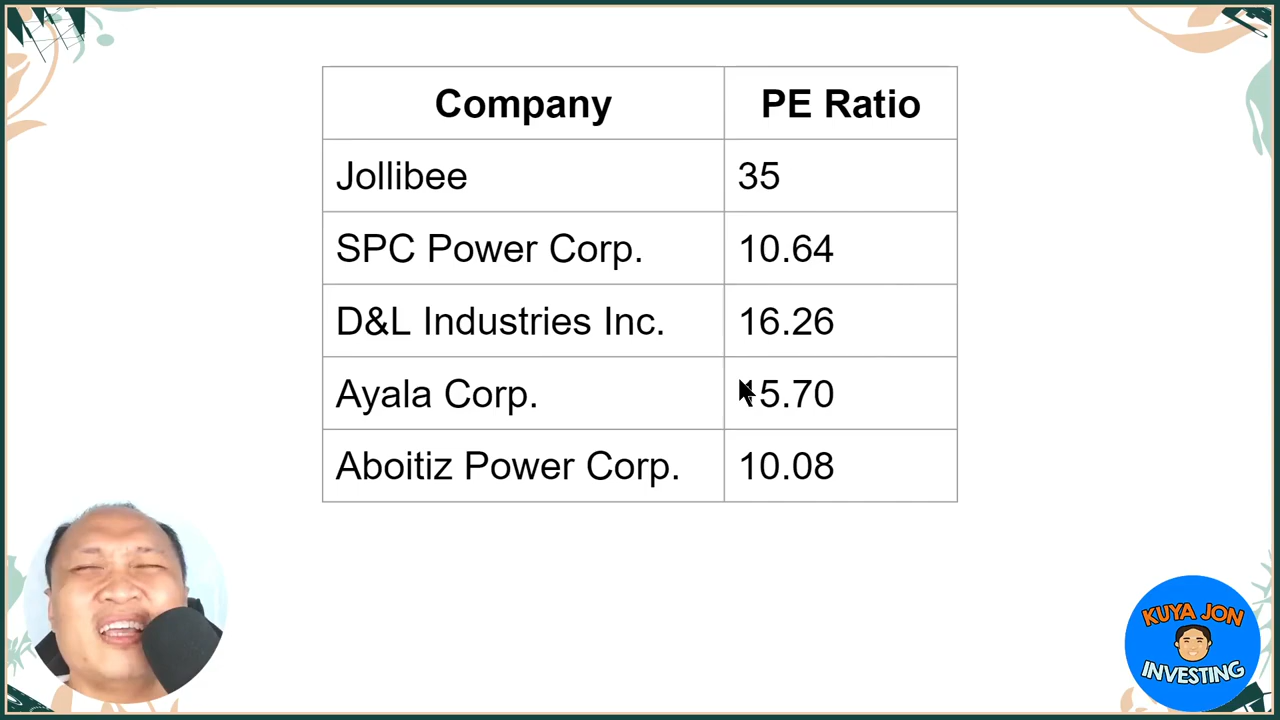 Company PE Ratio
Jollibee 35
SPC Power Corp. 10.64
D&L Industries Inc. 16.26
Ayala Corp. 15.70
Aboitiz Power Corp. 10.08
KUYA JON
INVESTING